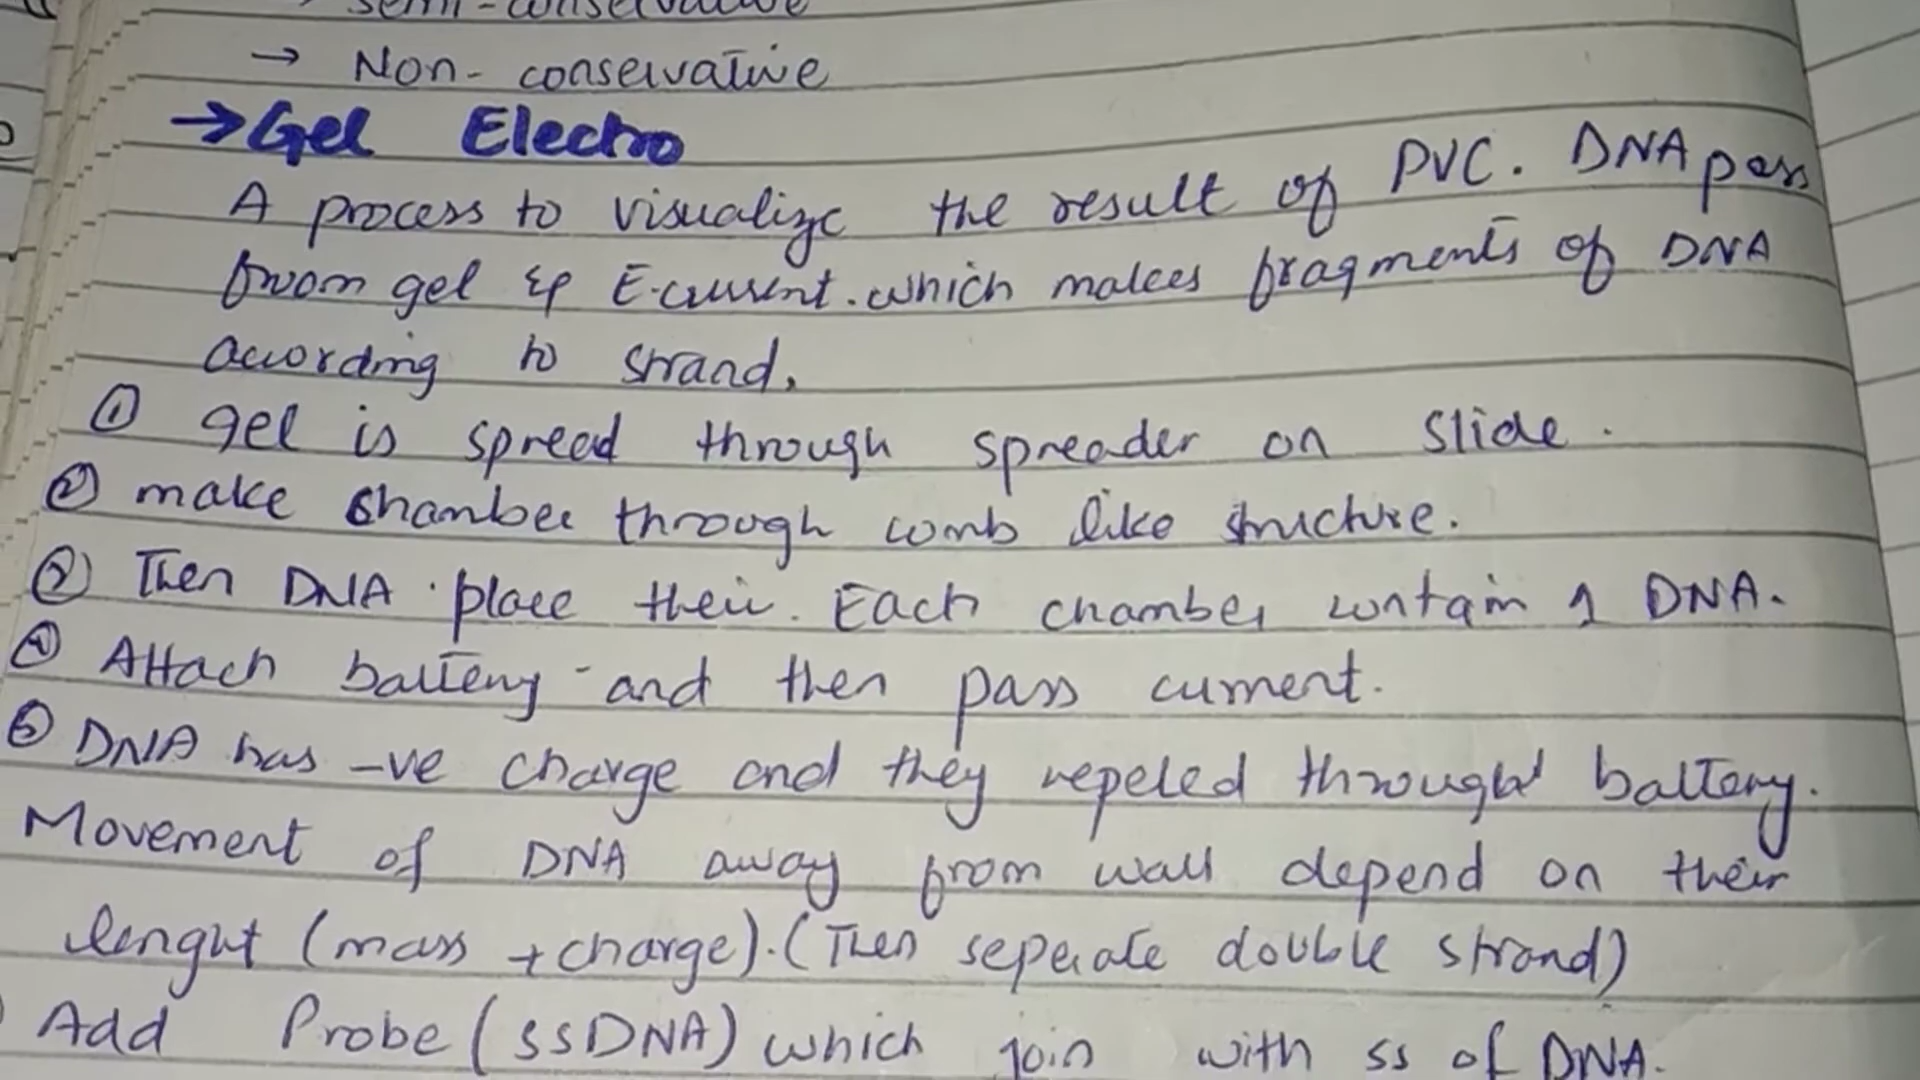 semi-conservative
→ Non-conservative
→ Gel Electro
A process to visualize the result of PVC. DNA pass
from gel & E-current. which makes fragments of DNA
according to strand.
① gel is spread through spreader on slide.
② make chamber through comb like structure.
③ Then DNA place their. Each chamber contain 1 DNA.
④ Attach battery and then pass current.
⑤ DNA has -ve charge and they repeled throught battery.
Movement of DNA away from wall depend on their
lenght (mass + charge). (Then seperate double strand)
Add Probe (ssDNA) which join with ss of DNA.